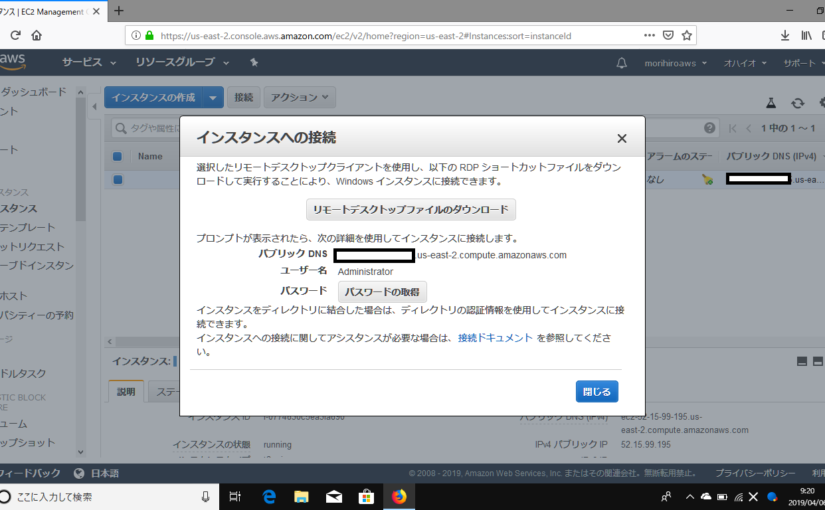 ンス | EC2 Management
https://us-east-2.console.aws.amazon.com/ec2/v2/home?region=us-east-2#Instances:sort=instanceId
aws
サービス
リソースグループ
morihiroaws
オハイオ
サポート
ダッシュボード
ント
ート
スタンス
スタンス
テンプレート
ットリクエスト
ーブドインスタン
ホスト
パシティーの予約
ージ
ドルタスク
STIC BLOCK
RE
ューム
ップショット
インスタンスの作成
接続
アクション
タグや属性に
1 中の 1 ～ 1
Name
アラームのステー
パブリック DNS (IPv4)
なし
.us-ea...
インスタンスへの接続
選択したリモートデスクトップクライアントを使用し、以下の RDP ショートカットファイルをダウン
ロードして実行することにより、Windows インスタンスに接続できます。
リモートデスクトップファイルのダウンロード
プロンプトが表示されたら、次の詳細を使用してインスタンスに接続します。
パブリック DNS
us-east-2.compute.amazonaws.com
ユーザー名 Administrator
パスワード パスワードの取得
インスタンスをディレクトリに結合した場合は、ディレクトリの認証情報を使用してインスタンスに接
続できます。
インスタンスへの接続に関してアシスタンスが必要な場合は、接続ドキュメント を参照してくださ
い。
閉じる
インスタンス:
説明
ステー
インスタンス ID
パブリック DNS (IPv4)
ec2-52-15-99-195.us-
east-2.compute.amazonaws.com
インスタンスの状態 running
IPv4 パブリック IP 52.15.99.195
フィードバック
日本語
© 2008 - 2019, Amazon Web Services, Inc. またはその関連会社。無断転用禁止。
プライバシーポリシー
利用
ここに入力して検索
9:20
2019/04/06